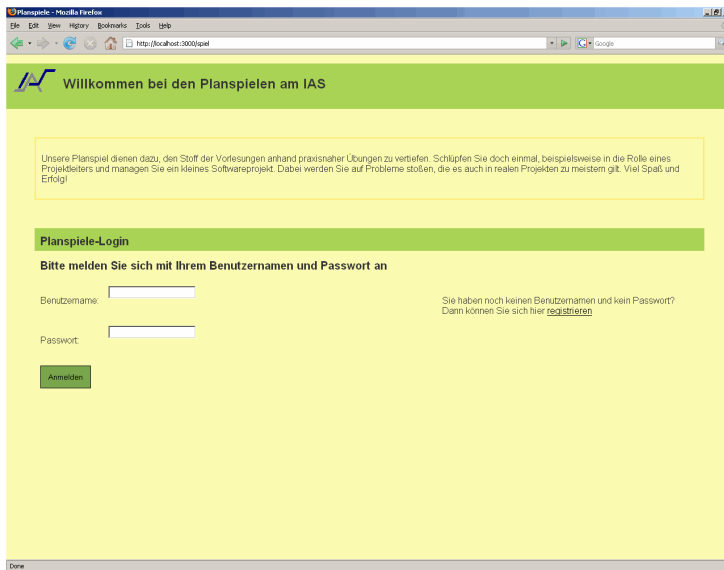 Planspiele - Mozilla Firefox
File Edit View History Bookmarks Tools Help
http://localhost:3000/spiel
Google
IAS
Willkommen bei den Planspielen am IAS
Unsere Planspiel dienen dazu, den Stoff der Vorlesungen anhand praxisnaher Übungen zu vertiefen. Schlüpfen Sie doch einmal, beispielsweise in die Rolle eines
Projektleiters und managen Sie ein kleines Softwareprojekt. Dabei werden Sie auf Probleme stoßen, die es auch in realen Projekten zu meistern gilt. Viel Spaß und
Erfolg!
Planspiele-Login
Bitte melden Sie sich mit Ihrem Benutzernamen und Passwort an
Benutzername:
Sie haben noch keinen Benutzernamen und kein Passwort?
Dann können Sie sich hier registrieren
Passwort:
Anmelden
Done